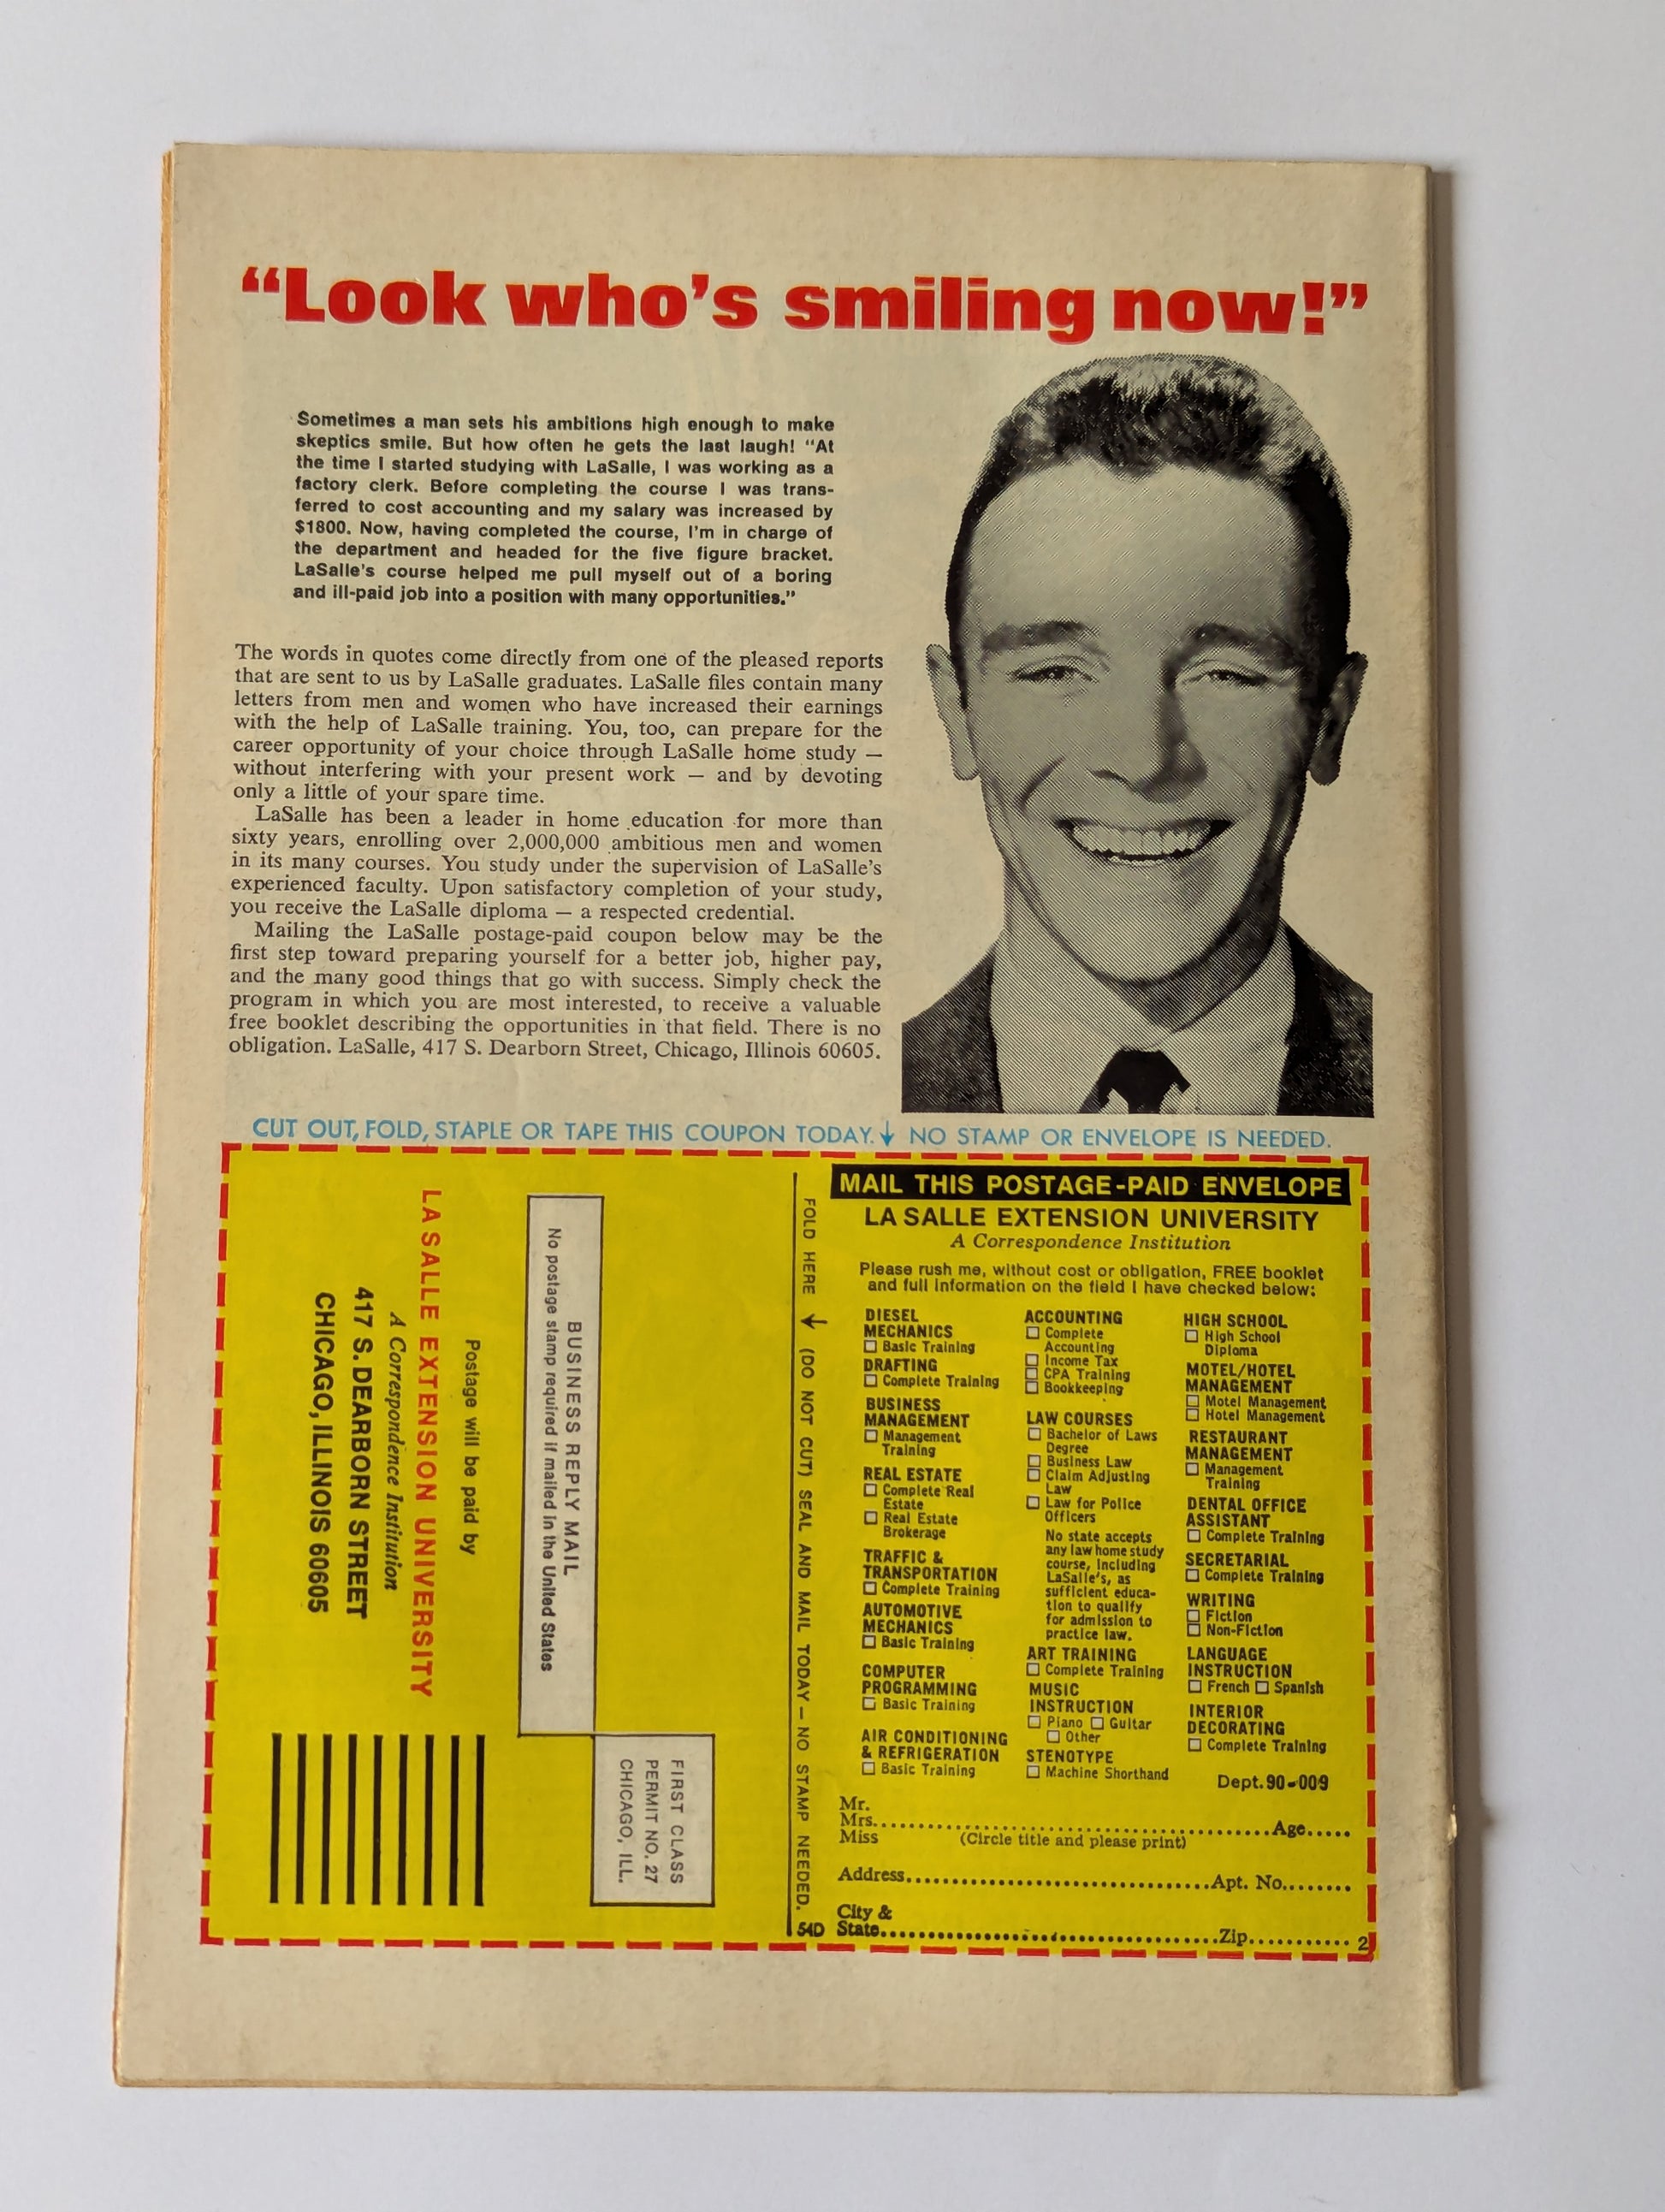 “Look who’s smiling now!”
Sometimes a man sets his ambitions high enough to make
skeptics smile. But how often he gets the last laugh! “At
the time I started studying with LaSalle, I was working as a
factory clerk. Before completing the course I was trans-
ferred to cost accounting and my salary was increased by
$1800. Now, having completed the course, I’m in charge of
the department and headed for the five figure bracket.
LaSalle’s course helped me pull myself out of a boring
and ill-paid job into a position with many opportunities.”
The words in quotes come directly from one of the pleased reports
that are sent to us by LaSalle graduates. LaSalle files contain many
letters from men and women who have increased their earnings
with the help of LaSalle training. You, too, can prepare for the
career opportunity of your choice through LaSalle home study —
without interfering with your present work — and by devoting
only a little of your spare time.
LaSalle has been a leader in home education for more than
sixty years, enrolling over 2,000,000 ambitious men and women
in its many courses. You study under the supervision of LaSalle’s
experienced faculty. Upon satisfactory completion of your study,
you receive the LaSalle diploma — a respected credential.
Mailing the LaSalle postage-paid coupon below may be the
first step toward preparing yourself for a better job, higher pay,
and the many good things that go with success. Simply check the
program in which you are most interested, to receive a valuable
free booklet describing the opportunities in that field. There is no
obligation. LaSalle, 417 S. Dearborn Street, Chicago, Illinois 60605.
CUT OUT, FOLD, STAPLE OR TAPE THIS COUPON TODAY.↓ NO STAMP OR ENVELOPE IS NEEDED.
FIRST CLASS
PERMIT NO. 27
CHICAGO, ILL.
BUSINESS REPLY MAIL
No postage stamp required if mailed in the United States
Postage will be paid by
LA SALLE EXTENSION UNIVERSITY
A Correspondence Institution
417 S. DEARBORN STREET
CHICAGO, ILLINOIS 60605
FOLD HERE ↓ (DO NOT CUT) SEAL AND MAIL TODAY — NO STAMP NEEDED.
54D
MAIL THIS POSTAGE-PAID ENVELOPE
LA SALLE EXTENSION UNIVERSITY
A Correspondence Institution
Please rush me, without cost or obligation, FREE booklet
and full information on the field I have checked below:
DIESEL
MECHANICS
☐ Basic Training
DRAFTING
☐ Complete Training
BUSINESS
MANAGEMENT
☐ Management
Training
REAL ESTATE
☐ Complete Real
Estate
☐ Real Estate
Brokerage
TRAFFIC &
TRANSPORTATION
☐ Complete Training
AUTOMOTIVE
MECHANICS
☐ Basic Training
COMPUTER
PROGRAMMING
☐ Basic Training
AIR CONDITIONING
& REFRIGERATION
☐ Basic Training
ACCOUNTING
☐ Complete
Accounting
☐ Income Tax
☐ CPA Training
☐ Bookkeeping
LAW COURSES
☐ Bachelor of Laws
Degree
☐ Business Law
☐ Claim Adjusting
Law
☐ Law for Police
Officers
No state accepts
any law home study
course, including
LaSalle’s, as
sufficient educa-
tion to qualify
for admission to
practice law.
ART TRAINING
☐ Complete Training
MUSIC
INSTRUCTION
☐ Piano ☐ Guitar
☐ Other
STENOTYPE
☐ Machine Shorthand
HIGH SCHOOL
☐ High School
Diploma
MOTEL/HOTEL
MANAGEMENT
☐ Motel Management
☐ Hotel Management
RESTAURANT
MANAGEMENT
☐ Management
Training
DENTAL OFFICE
ASSISTANT
☐ Complete Training
SECRETARIAL
☐ Complete Training
WRITING
☐ Fiction
☐ Non-Fiction
LANGUAGE
INSTRUCTION
☐ French ☐ Spanish
INTERIOR
DECORATING
☐ Complete Training
Dept. 90-009
Mr.
Mrs. Age
Miss (Circle title and please print)
Address Apt. No.
City &
State Zip
2